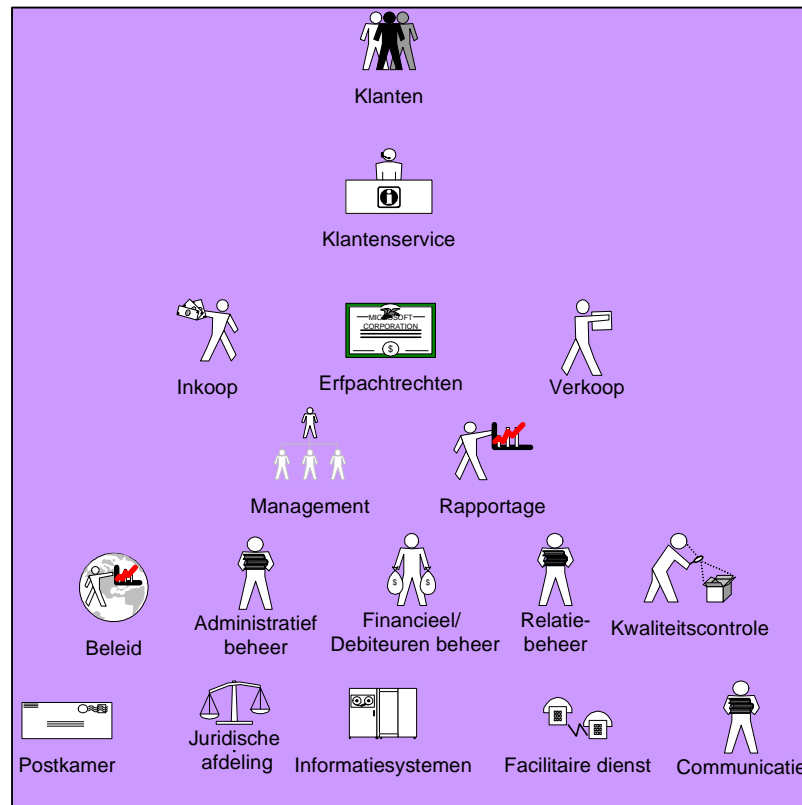 Klanten
Klantenservice
MICROSOFT
CORPORATION
$
Inkoop
Erfpachtrechten
Verkoop
Management
Rapportage
$ $
Beleid
Administratief
beheer
Financieel/
Debiteuren beheer
Relatie-
beheer
Kwaliteitscontrole
Postkamer
Juridische
afdeling
Informatiesystemen
Facilitaire dienst
Communicatie